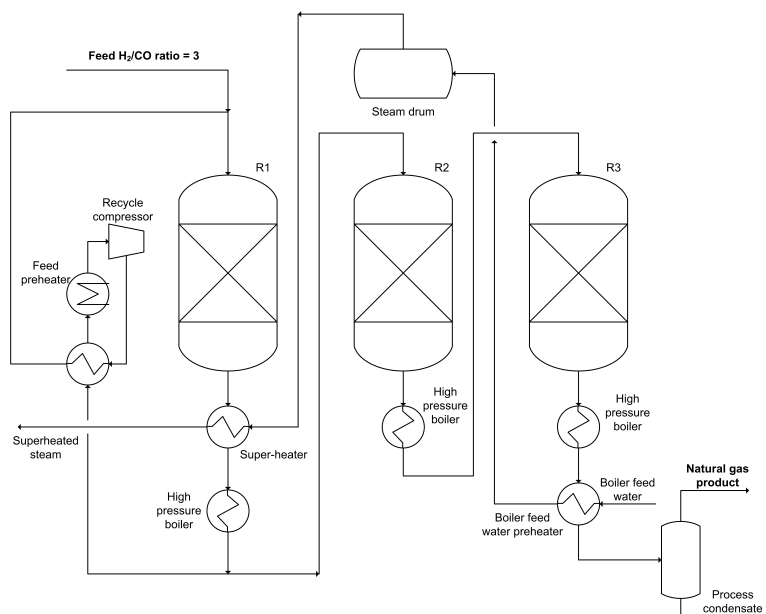 Feed H₂/CO ratio = 3
Steam drum
R1
R2
R3
Recycle
compressor
Feed
preheater
High
pressure
boiler
High
pressure
boiler
Superheated
steam
Super-heater
Natural gas
product
High
pressure
boiler
Boiler feed
water
Boiler feed
water preheater
Process
condensate